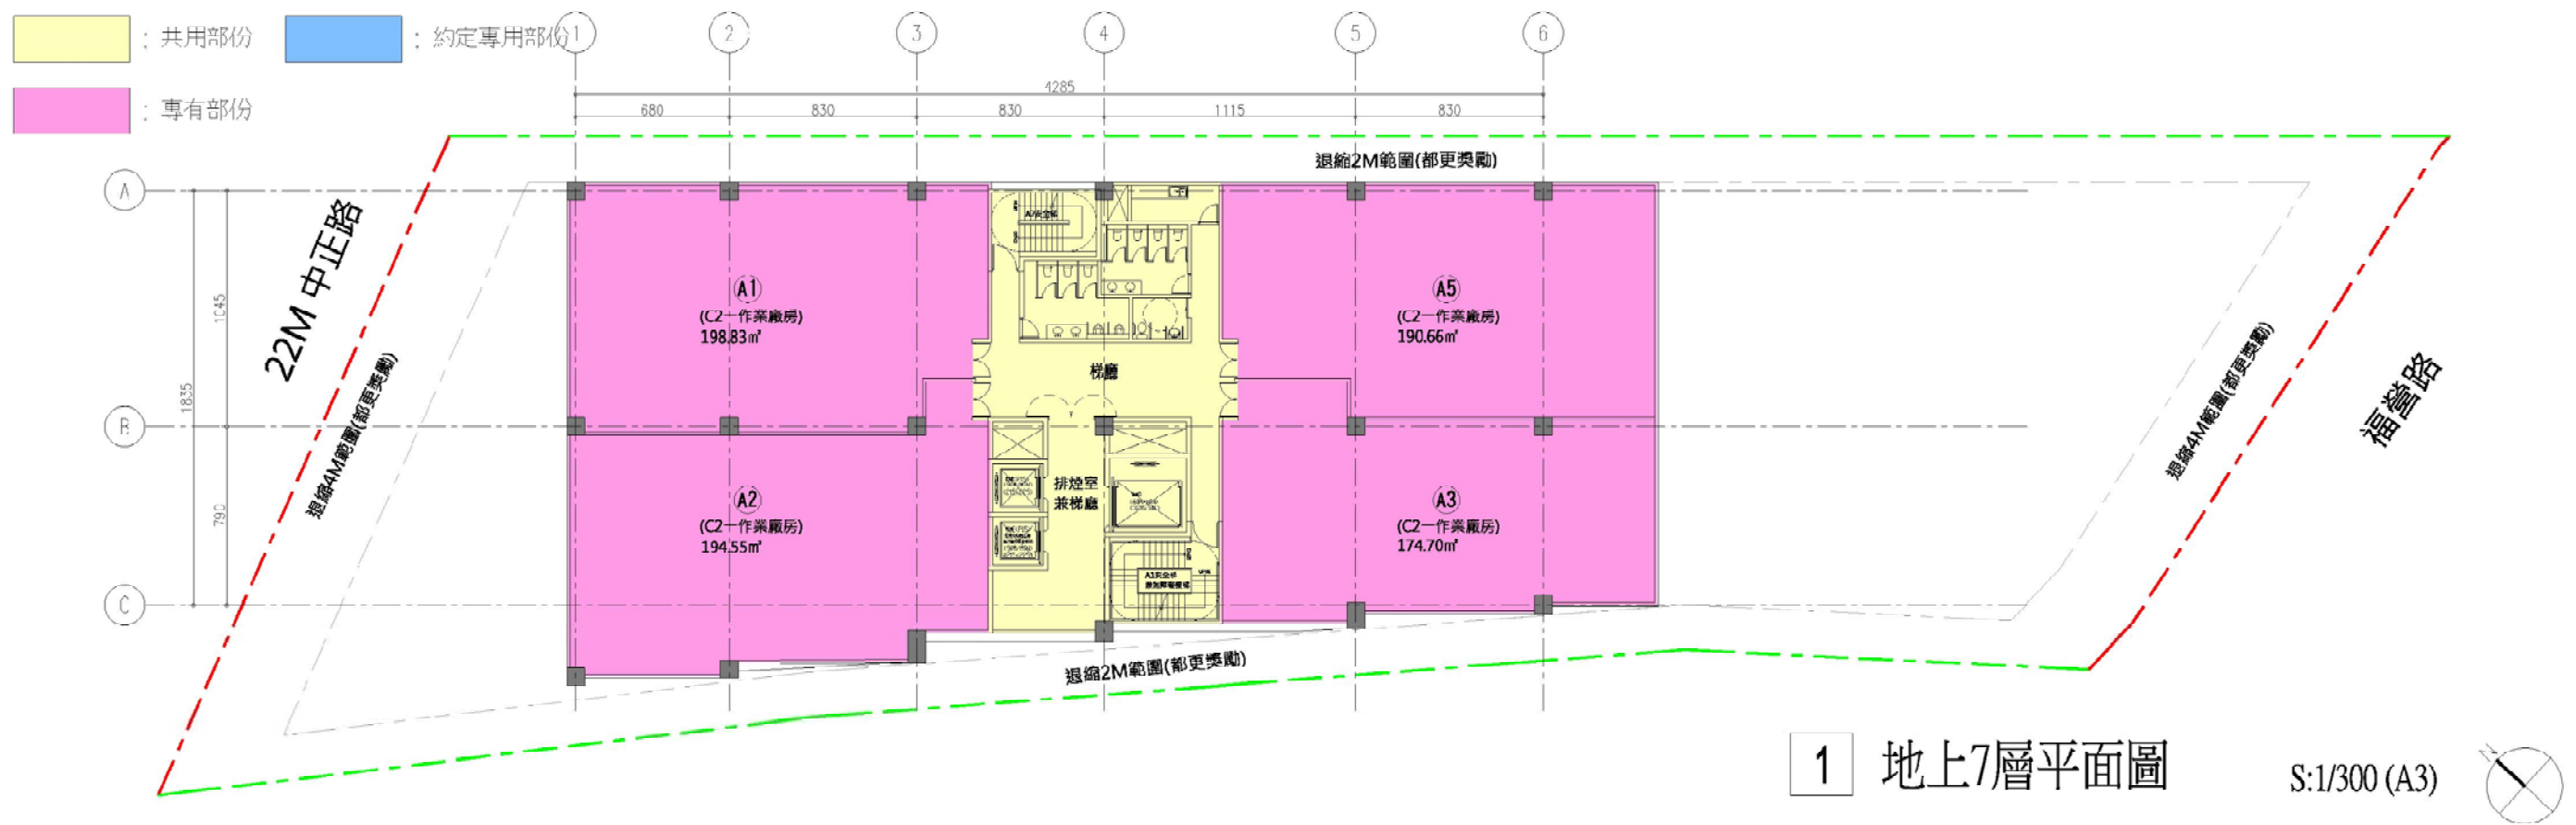 ：共用部份
：約定專用部份
：專有部份
1
2
3
4
5
6
4285
680
830
830
1115
830
A
B
C
1045
1835
790
22M 中正路
退縮4M範圍(都更獎勵)
退縮2M範圍(都更獎勵)
A1
(C2一作業廠房)
198.83㎡
A5
(C2一作業廠房)
190.66㎡
梯廳
A2
(C2一作業廠房)
194.55㎡
排煙室
兼梯廳
A3
(C2一作業廠房)
174.70㎡
退縮4M範圍(都更獎勵)
福營路
退縮2M範圍(都更獎勵)
1
地上7層平面圖
S:1/300 (A3)
N